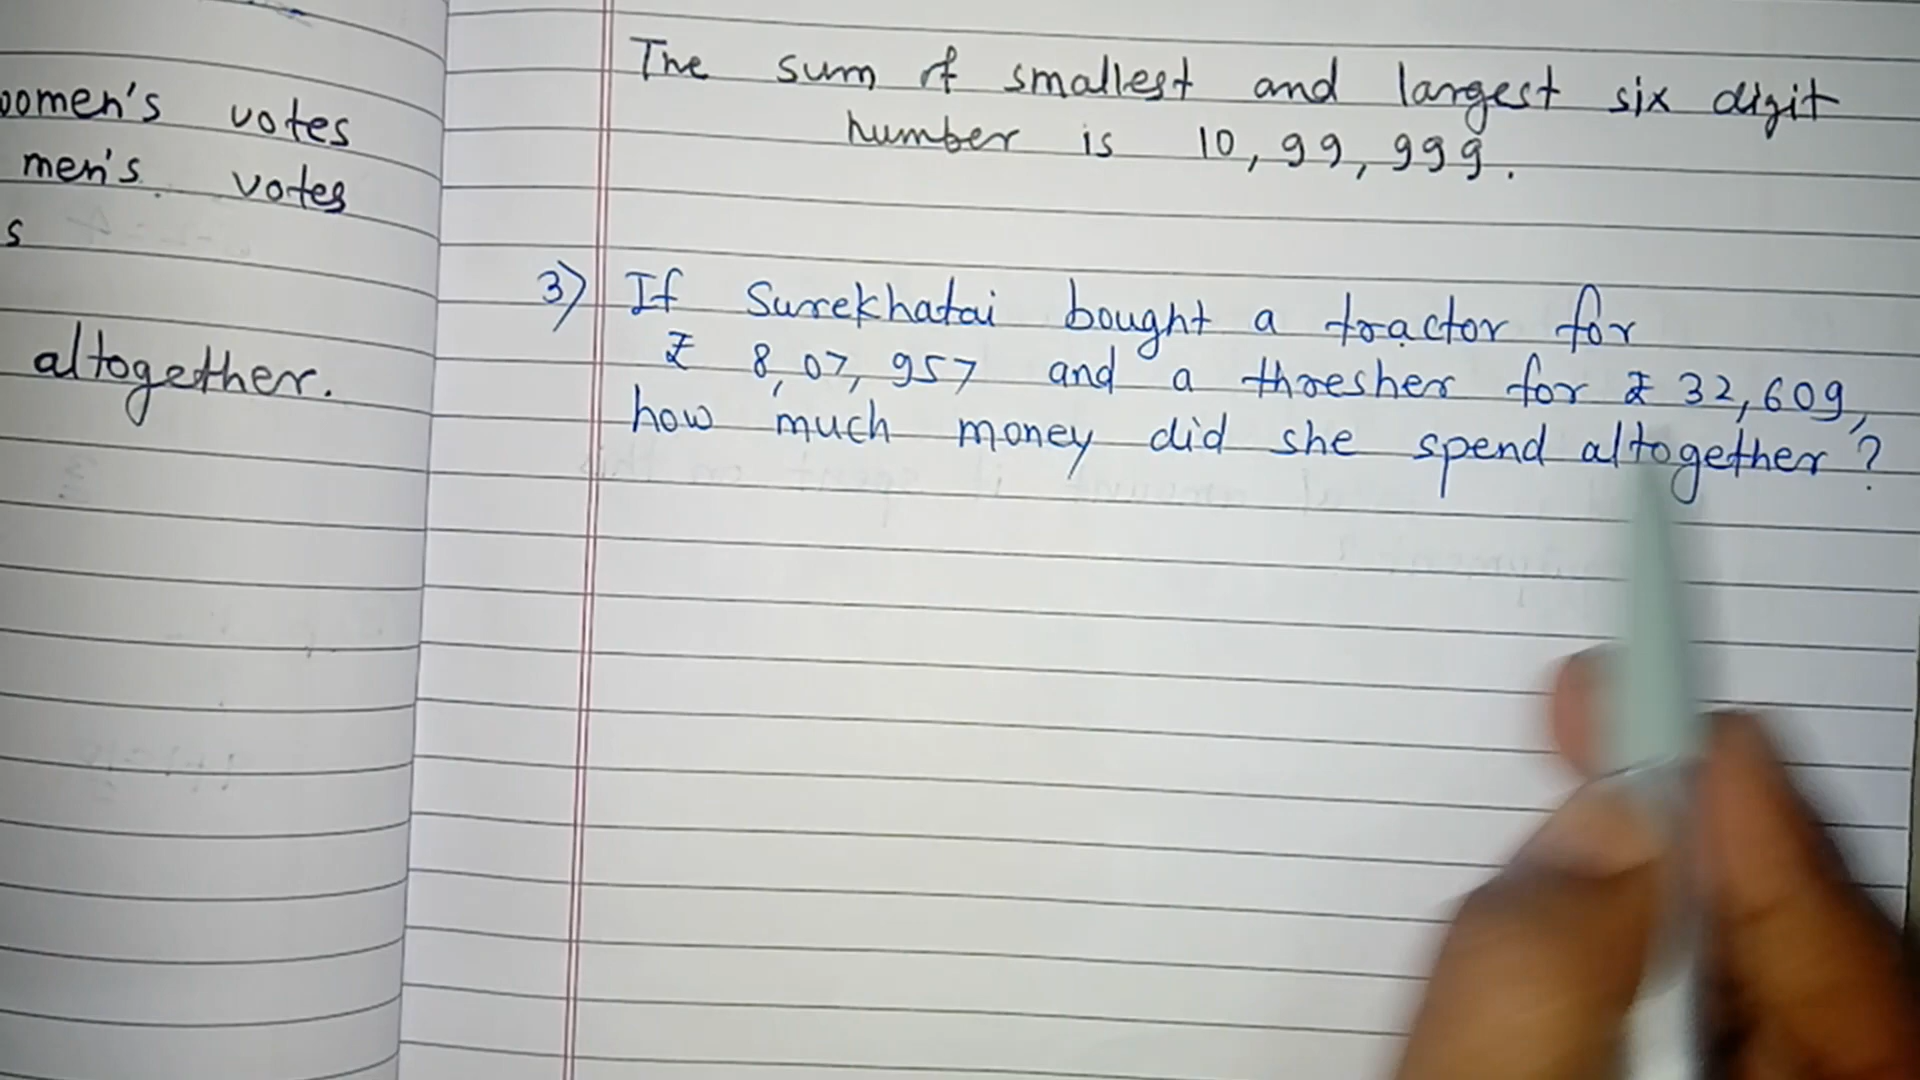 votes
men's. votes
s
altogether.
The sum of smallest and largest six digit
number is 10,99,999.
3) If Surekhatai bought a tractor for
₹ 8,07,957 and a thresher for ₹ 32,609,
how much money did she spend altogether?